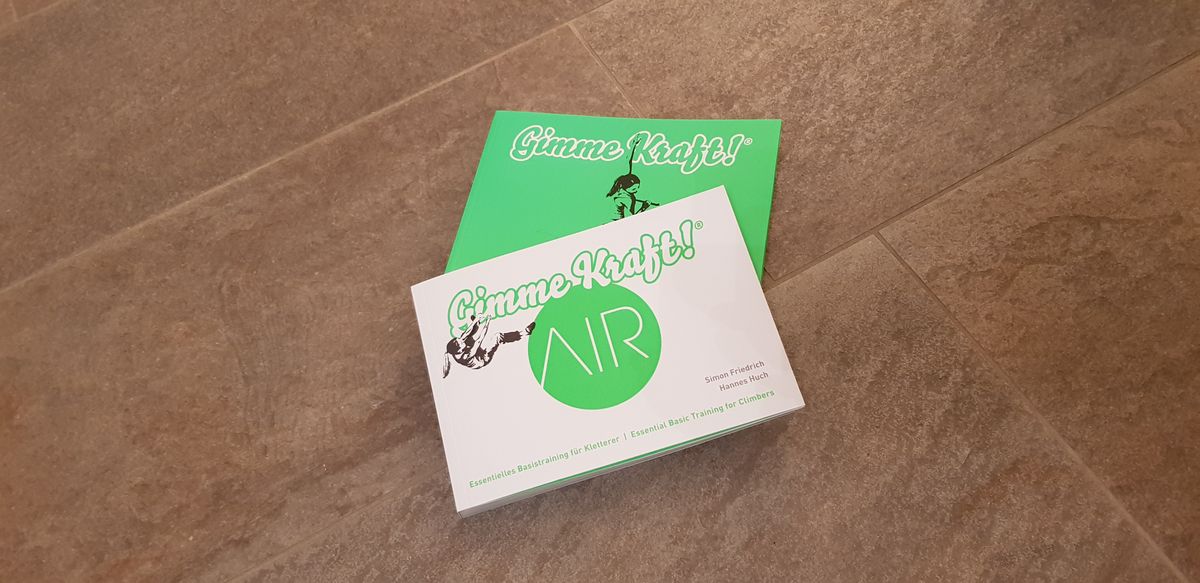 Gimme Kraft!®
Gimme Kraft!®
AIR
Simon Friedrich
Hannes Huch
Essentielles Basistraining für Kletterer | Essential Basic Training for Climbers